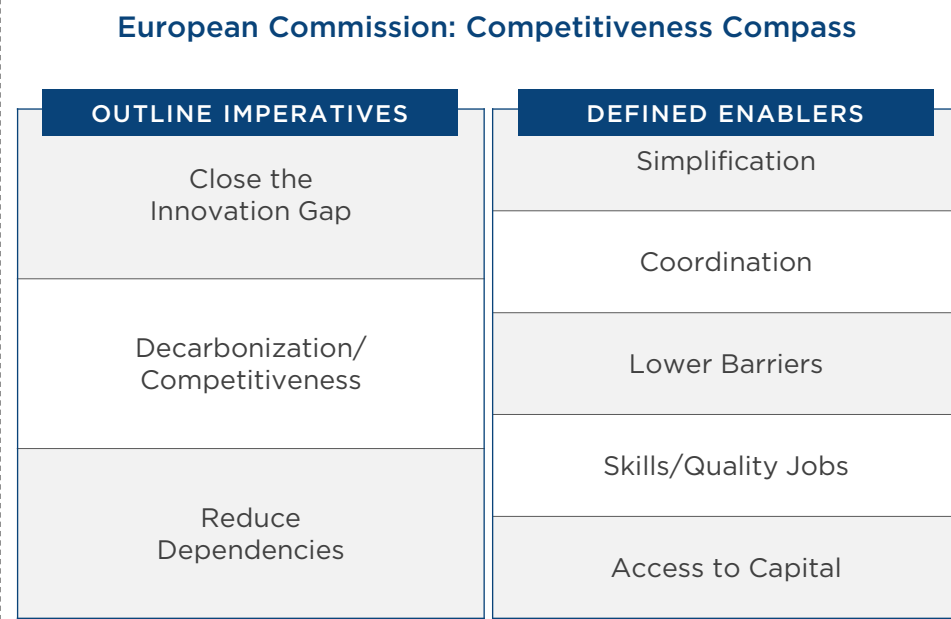 European Commission: Competitiveness Compass
OUTLINE IMPERATIVES
Close the
Innovation Gap
Decarbonization/
Competitiveness
Reduce
Dependencies
DEFINED ENABLERS
Simplification
Coordination
Lower Barriers
Skills/Quality Jobs
Access to Capital